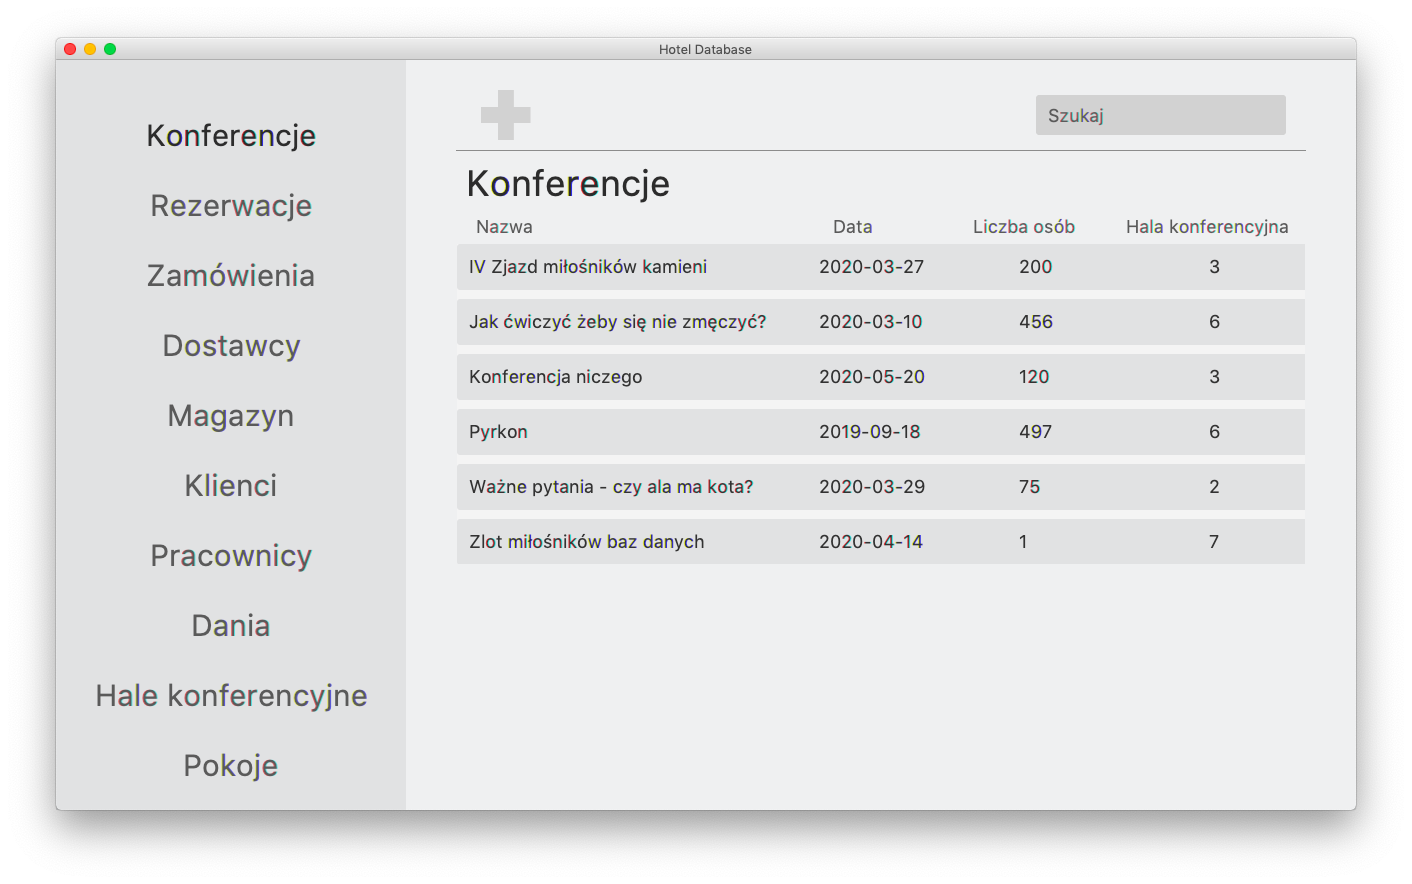 Hotel Database
Konferencje
Rezerwacje
Zamówienia
Dostawcy
Magazyn
Klienci
Pracownicy
Dania
Hale konferencyjne
Pokoje
Szukaj
Konferencje
Nazwa Data Liczba osób Hala konferencyjna
IV Zjazd miłośników kamieni 2020-03-27 200 3
Jak ćwiczyć żeby się nie zmęczyć? 2020-03-10 456 6
Konferencja niczego 2020-05-20 120 3
Pyrkon 2019-09-18 497 6
Ważne pytania - czy ala ma kota? 2020-03-29 75 2
Zlot miłośników baz danych 2020-04-14 1 7